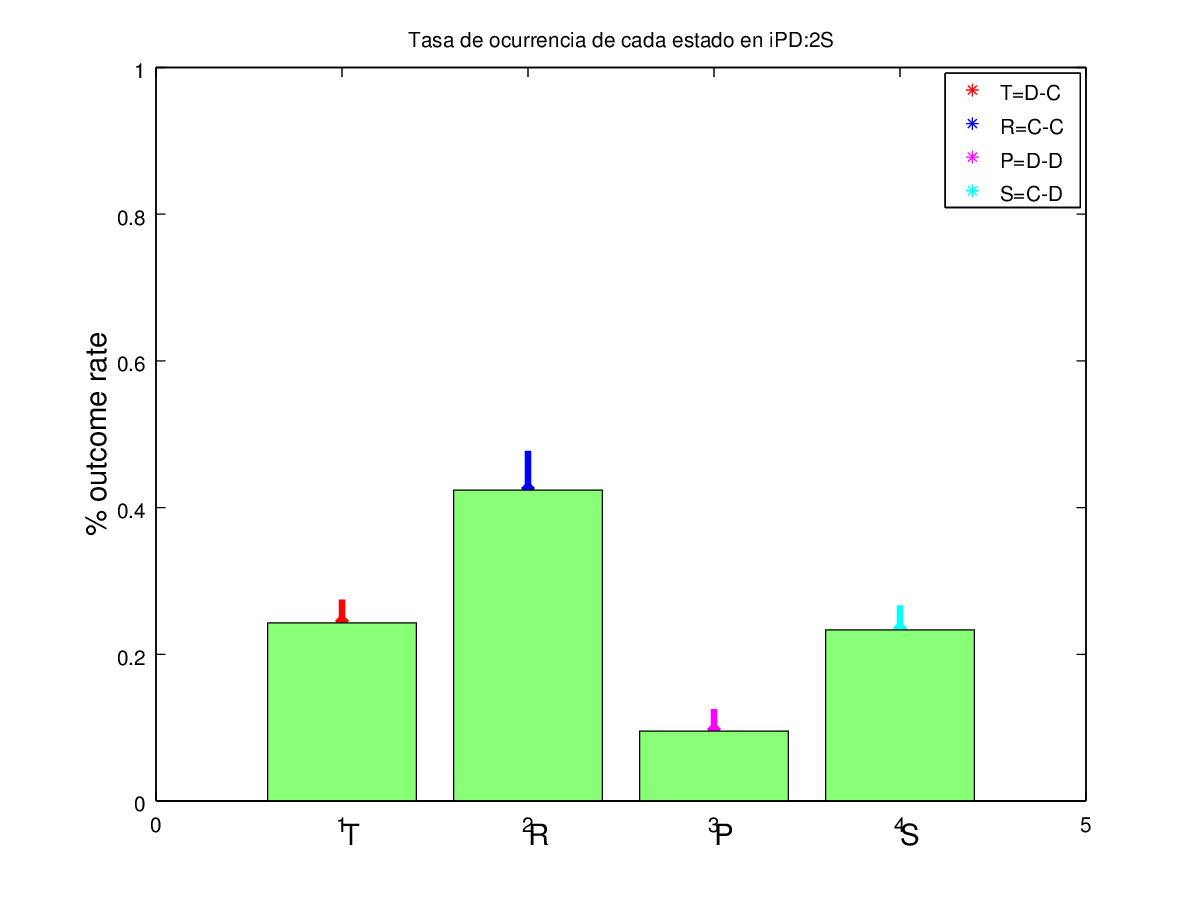 Tasa de ocurrencia de cada estado en iPD:2S
1
0.8
0.6
0.4
0.2
0
% outcome rate
T=D-C
R=C-C
P=D-D
S=C-D
0 1 2 3 4 5
T R P S